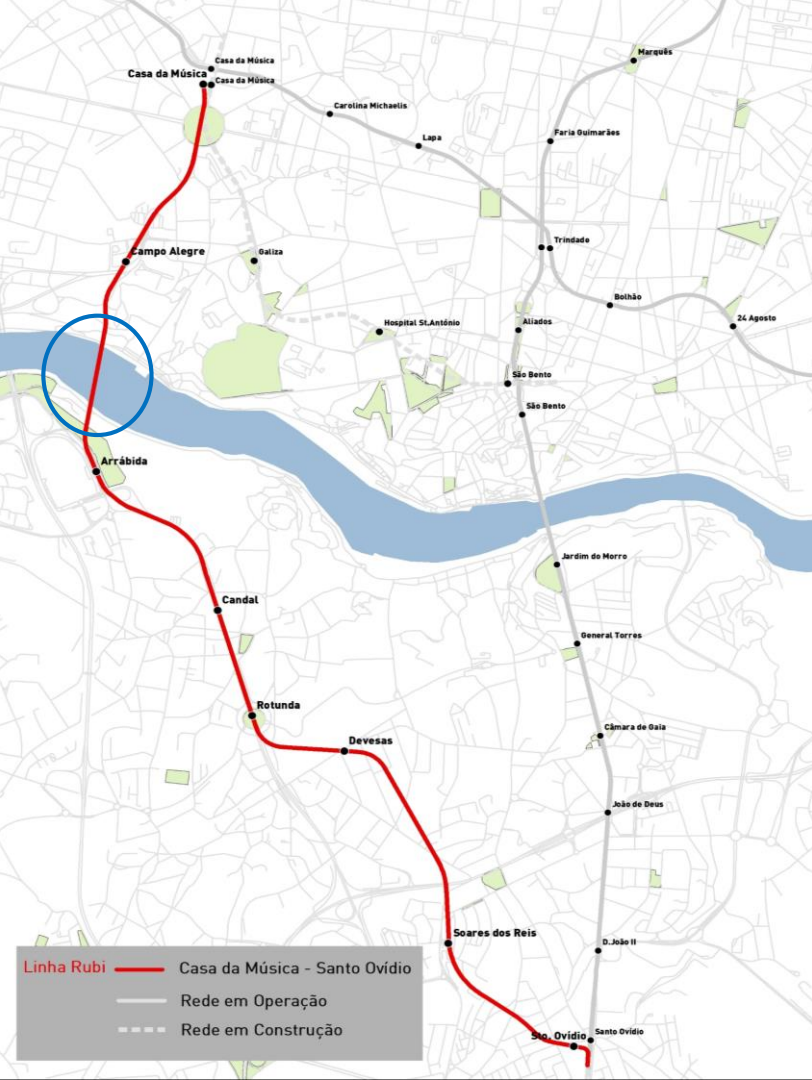 Marquês
Casa da Música
Casa da Música
Casa da Música
Carolina Michaelis
Faria Guimarães
Lapa
Trindade
Campo Alegre
Galiza
Bolhão
24 Agosto
Hospital St.António
Aliados
São Bento
São Bento
Arrábida
Jardim do Morro
Candal
General Torres
Rotunda
Câmara de Gaia
Devesas
João de Deus
Soares dos Reis
D.João II
Sto. Ovídio
Santo Ovídio
Linha Rubi
Casa da Música - Santo Ovídio
Rede em Operação
Rede em Construção